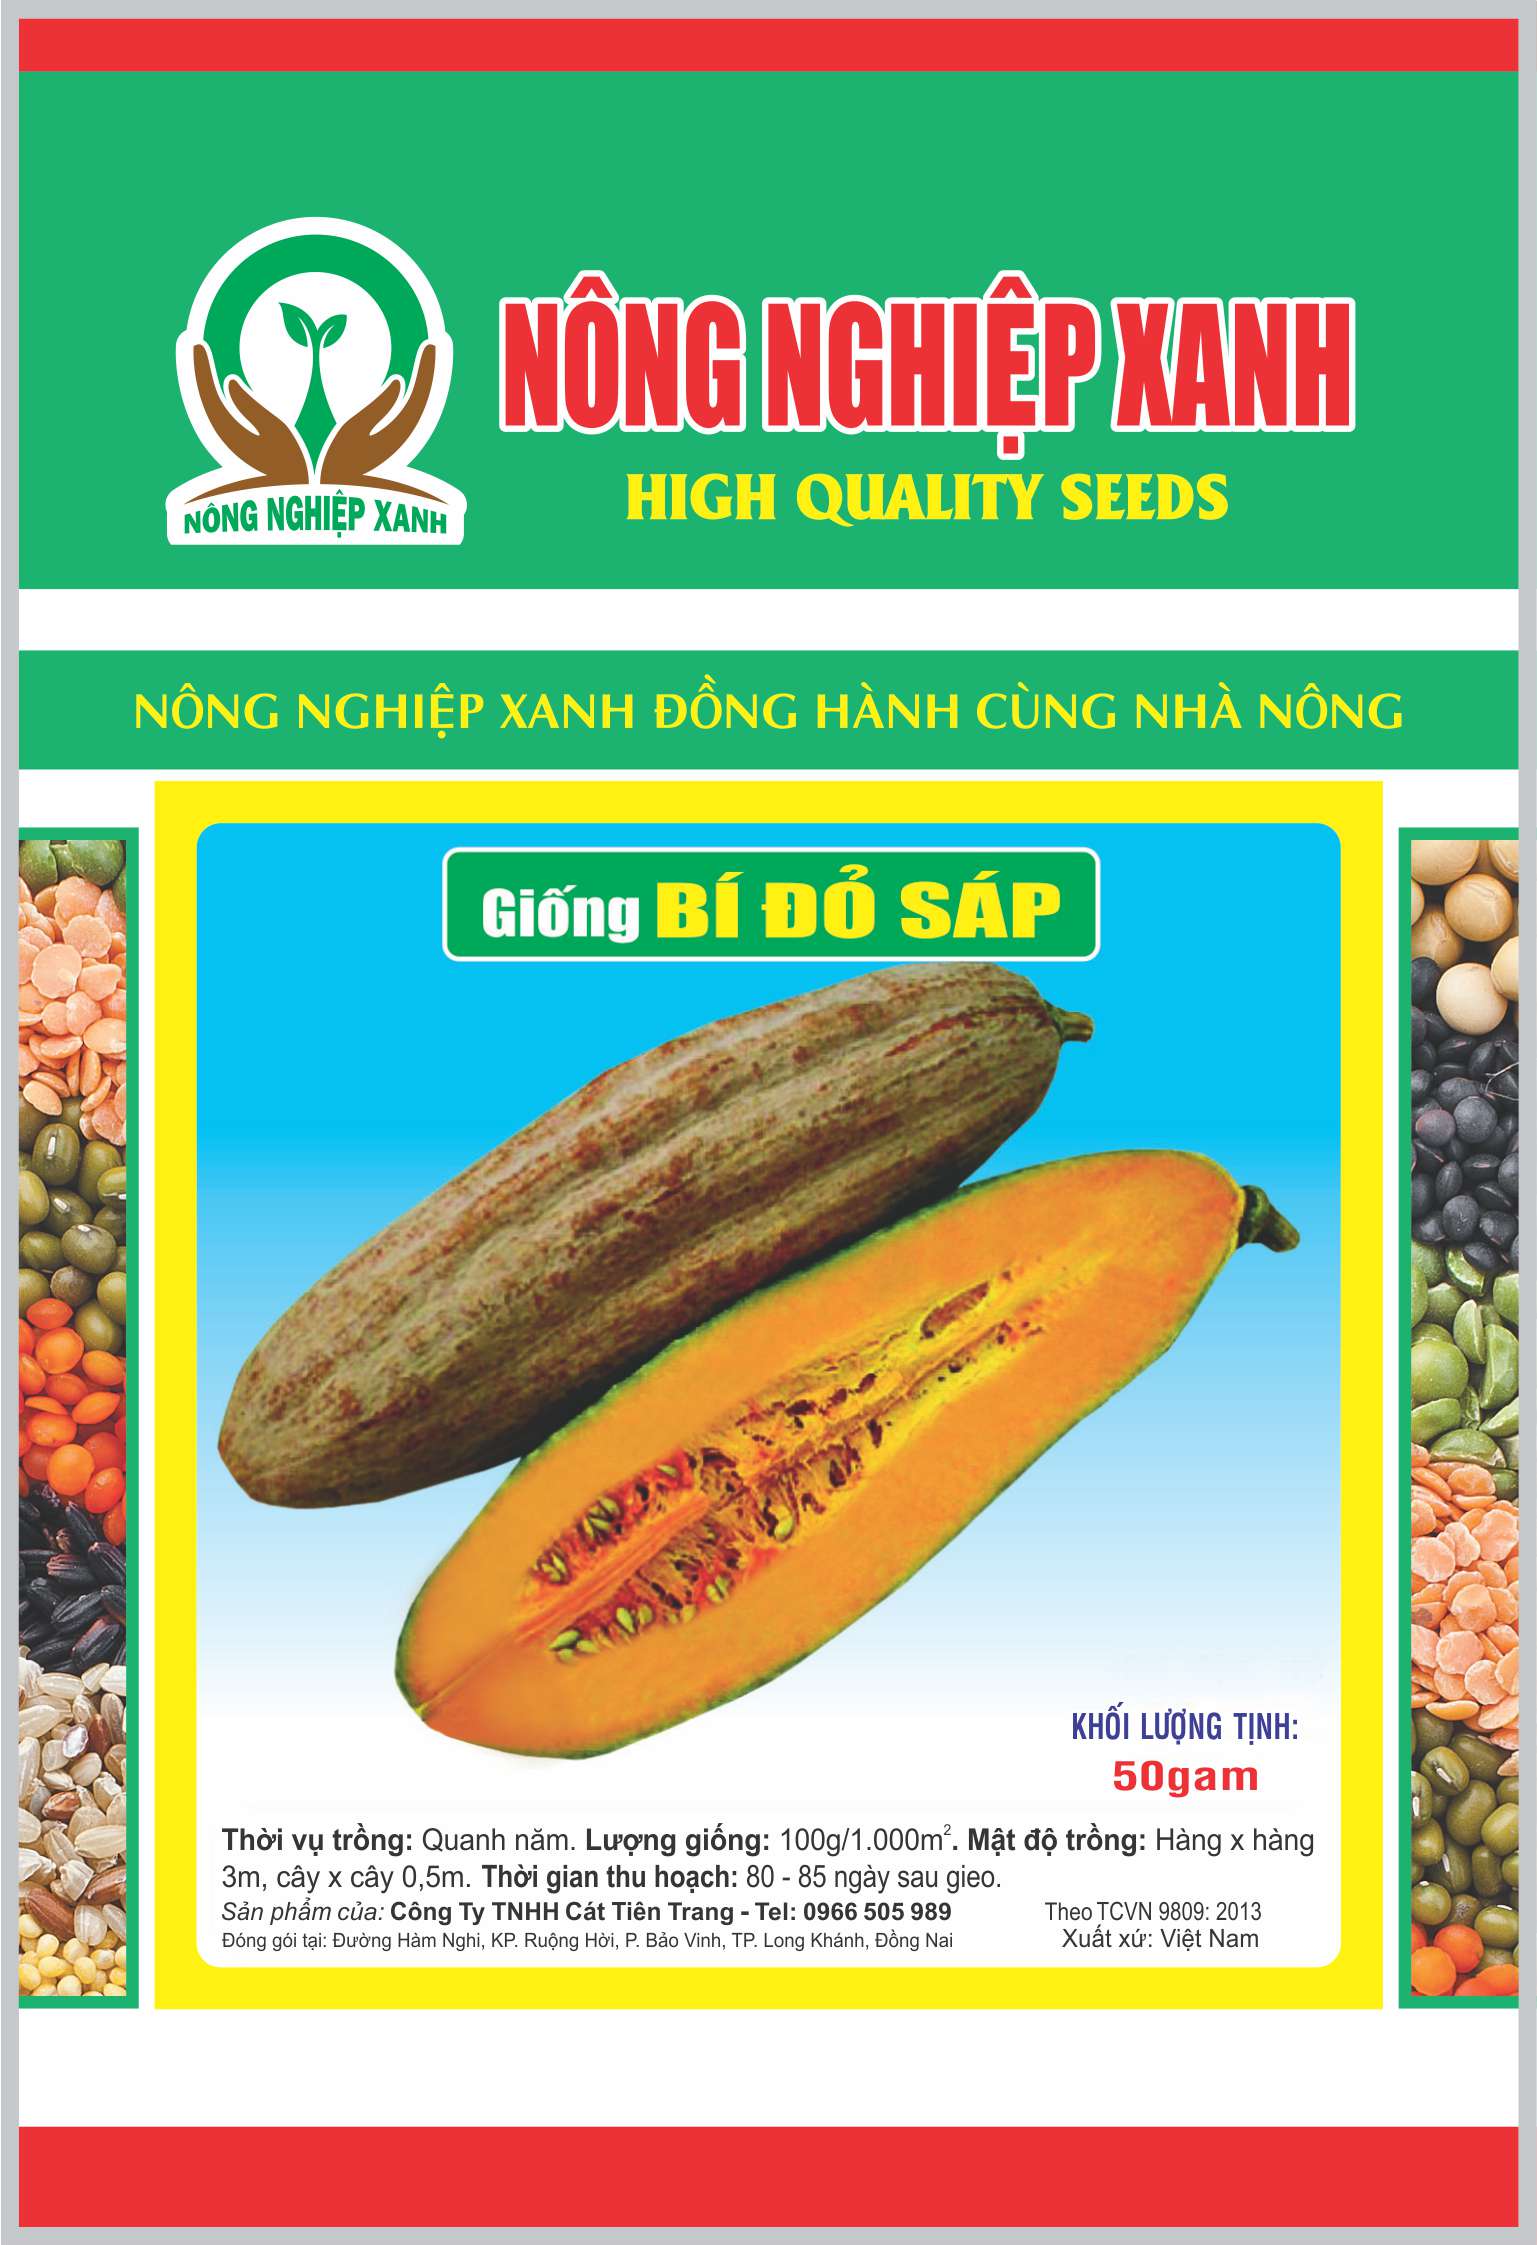 NÔNG NGHIỆP XANH
NÔNG NGHIỆP XANH
HIGH QUALITY SEEDS
NÔNG NGHIỆP XANH ĐỒNG HÀNH CÙNG NHÀ NÔNG
Giống BÍ ĐỎ SÁP
KHỐI LƯỢNG TỊNH:
50gam
Thời vụ trồng: Quanh năm. Lượng giống: 100g/1.000m². Mật độ trồng: Hàng x hàng
3m, cây x cây 0,5m. Thời gian thu hoạch: 80 - 85 ngày sau gieo.
Sản phẩm của: Công Ty TNHH Cát Tiên Trang - Tel: 0966 505 989
Theo TCVN 9809: 2013
Đóng gói tại: Đường Hàm Nghi, KP. Ruộng Hời, P. Bảo Vinh, TP. Long Khánh, Đồng Nai
Xuất xứ: Việt Nam